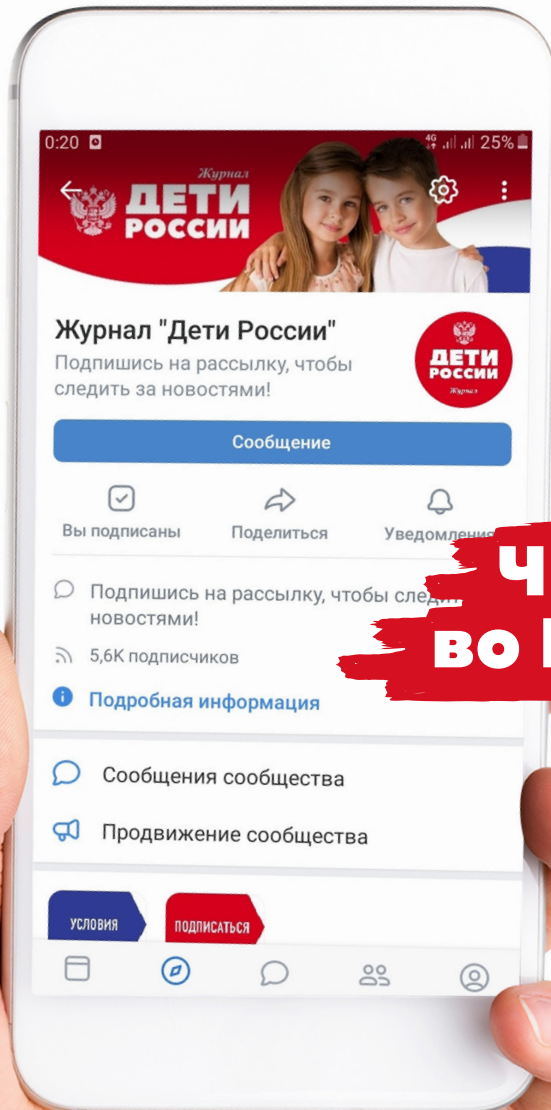 0:20
4G 25%
Журнал
ДЕТИ
РОССИИ
Журнал "Дети России"
Подпишись на рассылку, чтобы
следить за новостями!
ДЕТИ
РОССИИ
Журнал
Сообщение
Вы подписаны
Поделиться
Уведомления
Подпишись на рассылку, чтобы
новостями!
5,6K подписчиков
Подробная информация
Ч
ВО
Сообщения сообщества
Продвижение сообщества
УСЛОВИЯ
ПОДПИСАТЬСЯ